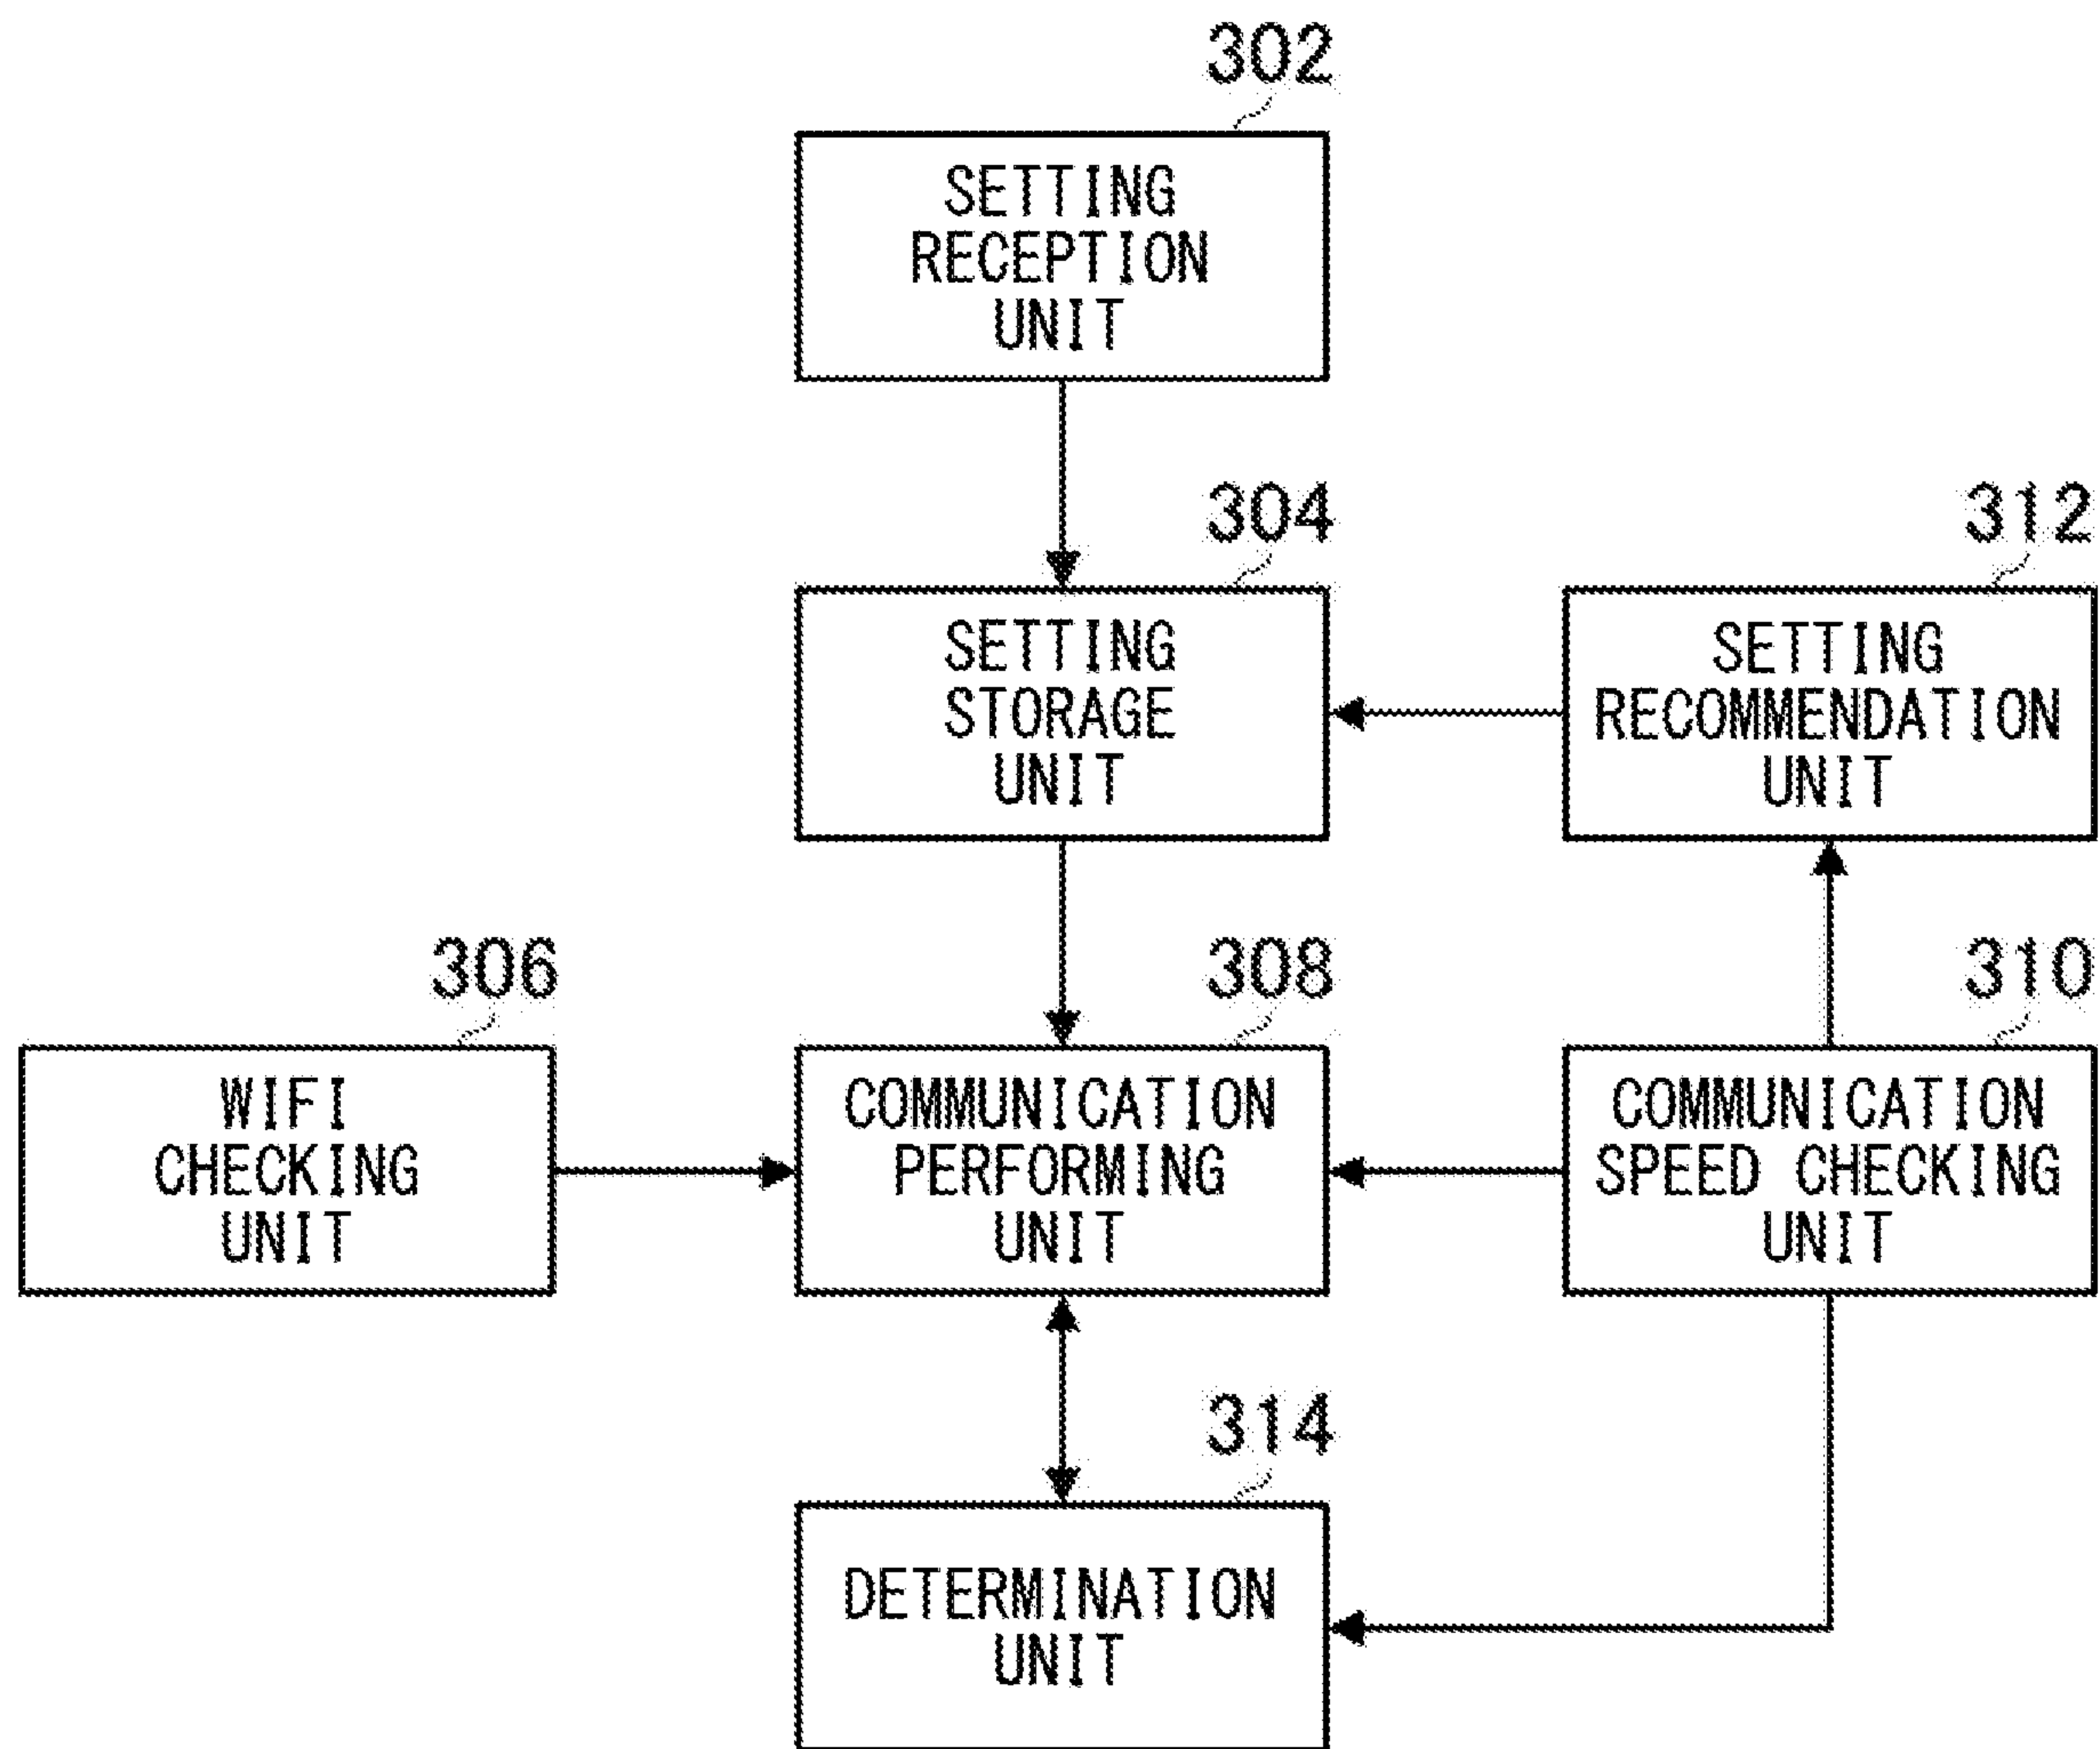 302
SETTING
RECEPTION
UNIT
304
SETTING
STORAGE
UNIT
312
SETTING
RECOMMENDATION
UNIT
306
WIFI
CHECKING
UNIT
308
COMMUNICATION
PERFORMING
UNIT
310
COMMUNICATION
SPEED CHECKING
UNIT
314
DETERMINATION
UNIT